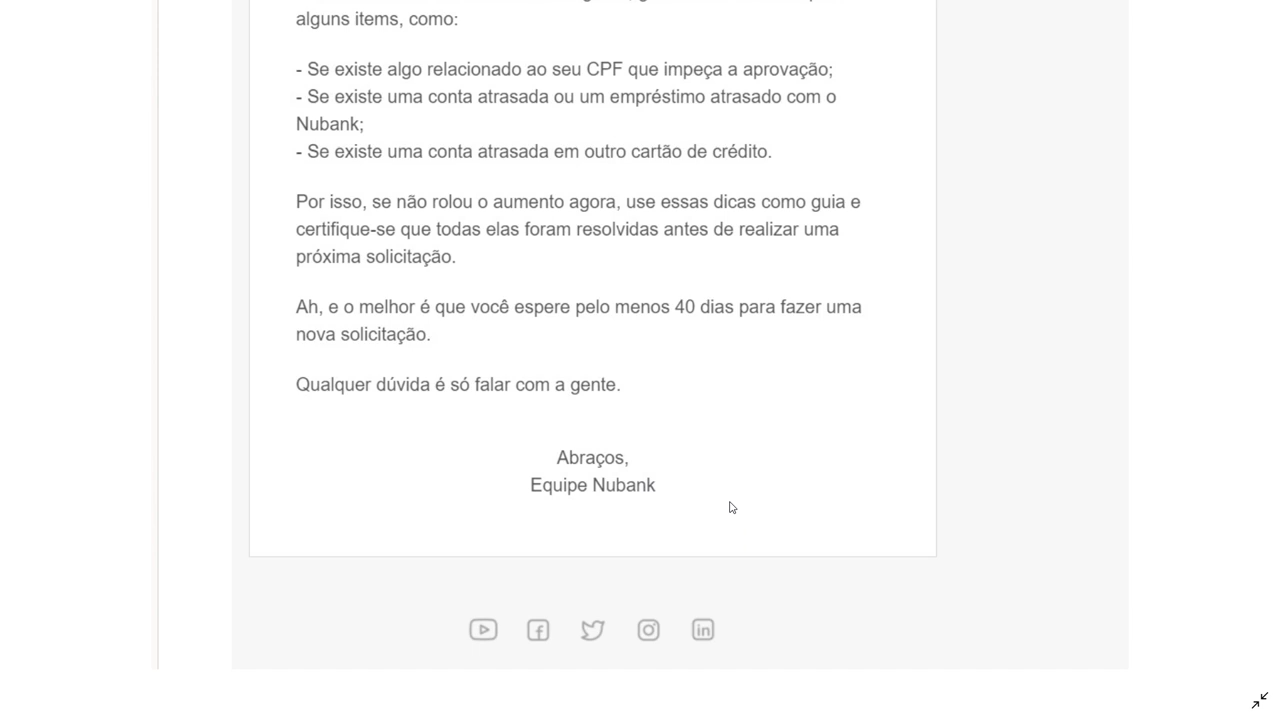 alguns items, como:
- Se existe algo relacionado ao seu CPF que impeça a aprovação;
- Se existe uma conta atrasada ou um empréstimo atrasado com o
Nubank;
- Se existe uma conta atrasada em outro cartão de crédito.
Por isso, se não rolou o aumento agora, use essas dicas como guia e
certifique-se que todas elas foram resolvidas antes de realizar uma
próxima solicitação.
Ah, e o melhor é que você espere pelo menos 40 dias para fazer uma
nova solicitação.
Qualquer dúvida é só falar com a gente.
Abraços,
Equipe Nubank